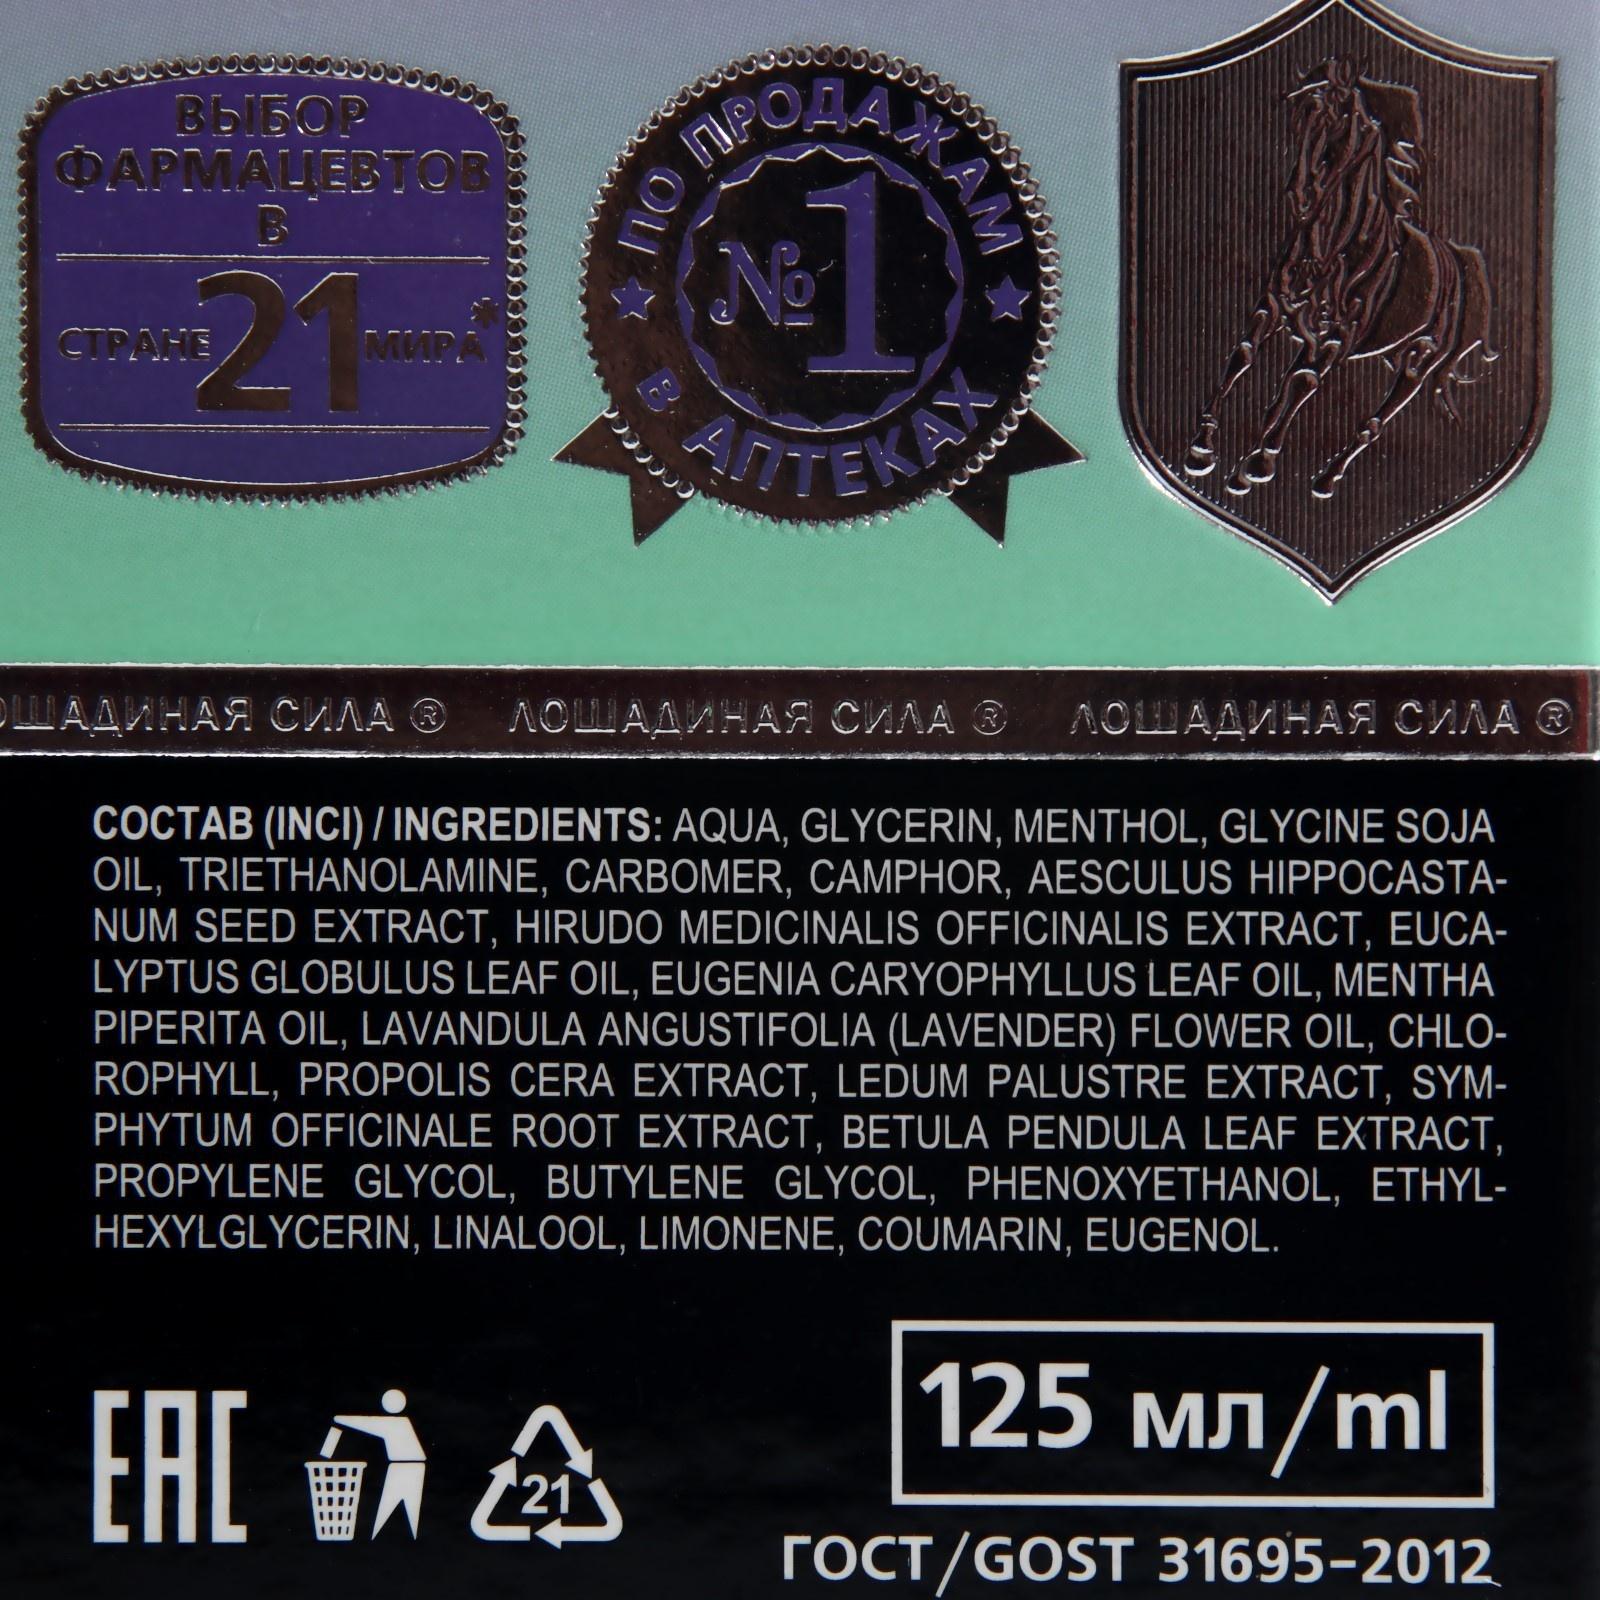 ВЫБОР
ФАРМАЦЕВТОВ
В
СТРАНЕ 21 МИРА*
ПО ПРОДАЖАМ
№1
В АПТЕКАХ
ЛОШАДИНАЯ СИЛА ® ЛОШАДИНАЯ СИЛА ® ЛОШАДИНАЯ СИЛА ®
СОСТАВ (INCI) / INGREDIENTS: AQUA, GLYCERIN, MENTHOL, GLYCINE SOJA
OIL, TRIETHANOLAMINE, CARBOMER, CAMPHOR, AESCULUS HIPPOCASTA-
NUM SEED EXTRACT, HIRUDO MEDICINALIS OFFICINALIS EXTRACT, EUCA-
LYPTUS GLOBULUS LEAF OIL, EUGENIA CARYOPHYLLUS LEAF OIL, MENTHA
PIPERITA OIL, LAVANDULA ANGUSTIFOLIA (LAVENDER) FLOWER OIL, CHLO-
ROPHYLL, PROPOLIS CERA EXTRACT, LEDUM PALUSTRE EXTRACT, SYM-
PHYTUM OFFICINALE ROOT EXTRACT, BETULA PENDULA LEAF EXTRACT,
PROPYLENE GLYCOL, BUTYLENE GLYCOL, PHENOXYETHANOL, ETHYL-
HEXYLGLYCERIN, LINALOOL, LIMONENE, COUMARIN, EUGENOL.
125 мл/ml
EAC
21
ГОСТ/GOST 31695-2012